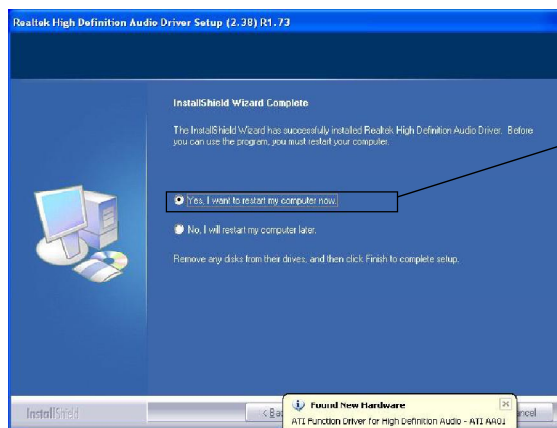 Realtek High Definition Audio Driver Setup (2.38) R1.73
InstallShield Wizard Complete
The InstallShield Wizard has successfully installed Realtek High Definition Audio Driver. Before
you can use the program, you must restart your computer.
Yes, I want to restart my computer now.
No, I will restart my computer later.
Remove any disks from their drives, and then click Finish to complete setup.
InstallShield
< Ba
ncel
Found New Hardware
ATI Function Driver for High Definition Audio - ATI AA01